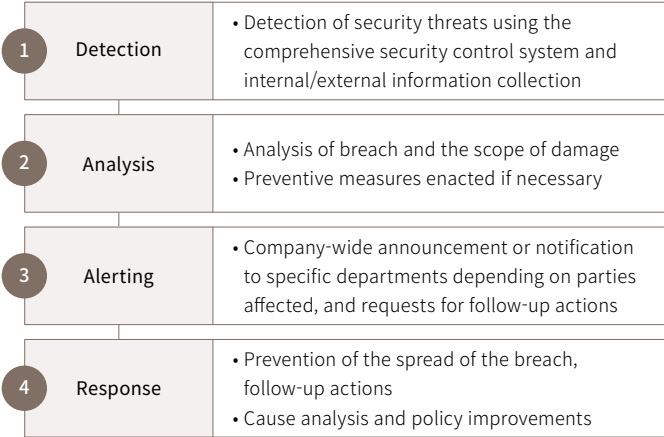 1
Detection
• Detection of security threats using the
comprehensive security control system and
internal/external information collection
2
Analysis
• Analysis of breach and the scope of damage
• Preventive measures enacted if necessary
3
Alerting
• Company-wide announcement or notification
to specific departments depending on parties
affected, and requests for follow-up actions
4
Response
• Prevention of the spread of the breach,
follow-up actions
• Cause analysis and policy improvements